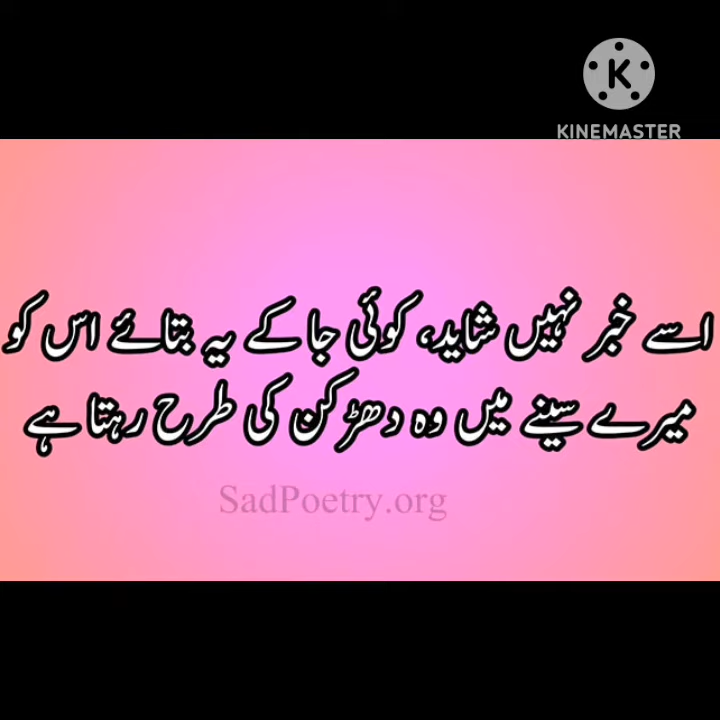 K
KINEMASTER
اسے خبر نہیں شاید، کوئی جا کے یہ بتائے اس کو
میرے سینے میں وہ دھڑکن کی طرح رہتا ہے
SadPoetry.org